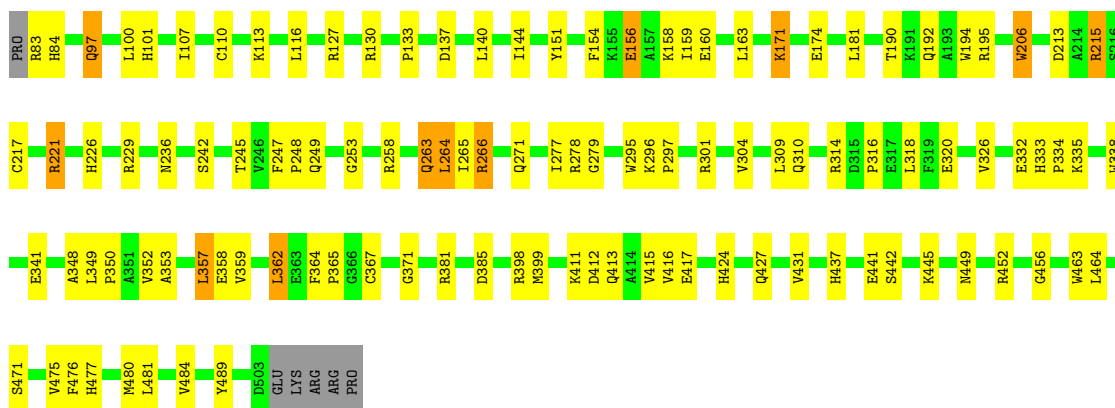 PRO R83 H84 Q97 L100 H101 I107 C110 K113 L116 R127 R130 P133 D137 L140 I144 Y151 F154 K155 E156 A157 K158 I159 E160 L163 K171 E174 L181 T190 K191 Q192 A193 W194 R195 W206 D213 A214 R215 S216
C217 R221 H226 R229 N236 S242 T245 V246 F247 P248 Q249 G253 R258 Q263 L264 I265 R266 Q271 I277 R278 G279 W295 K296 P297 R301 V304 L309 Q310 R314 D315 P316 E317 L318 F319 E320 V326 E332 H333 P334 K335 W338
E341 A348 L349 P350 A351 V352 A353 L357 E358 V359 L362 E363 F364 P365 G366 C367 G371 R381 D385 R398 M399 K411 D412 Q413 A414 V415 V416 E417 H424 Q427 V431 H437 E441 S442 K445 N449 R452 G456 W463 L464
S471 V475 F476 H477 M480 L481 V484 Y489 D503 GLU LYS ARG ARG PRO